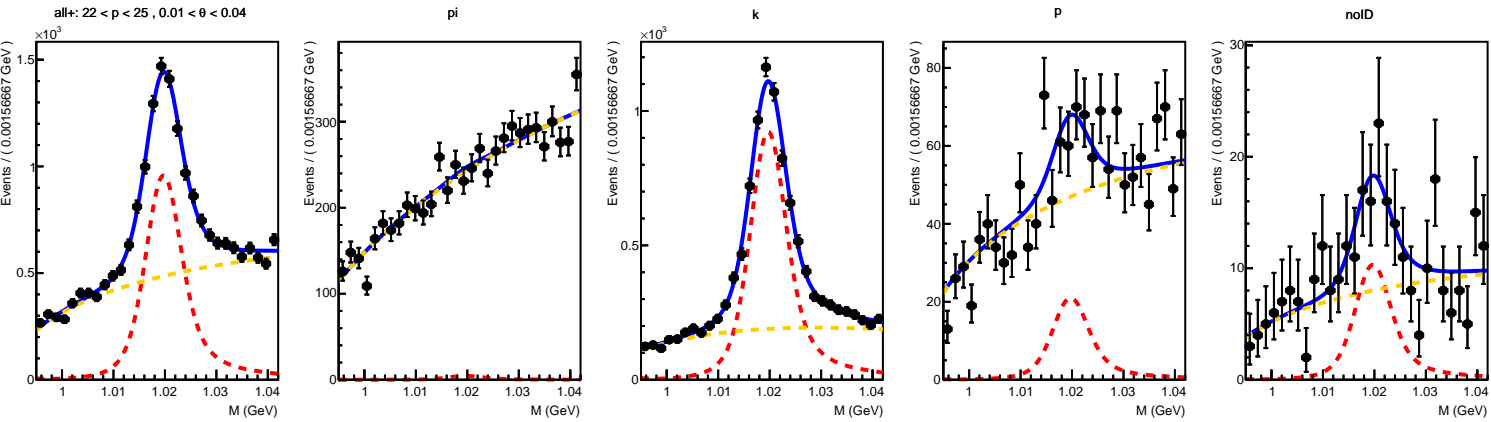 all+: 22 < p < 25 , 0.01 < θ < 0.04
×10³
Events / ( 0.00156667 GeV )
1.5
1
0.5
0
1 1.01 1.02 1.03 1.04
M (GeV)
pi
Events / ( 0.00156667 GeV )
300
200
100
0
1 1.01 1.02 1.03 1.04
M (GeV)
k
×10³
Events / ( 0.00156667 GeV )
1
0.5
0
1 1.01 1.02 1.03 1.04
M (GeV)
p
Events / ( 0.00156667 GeV )
80
60
40
20
0
1 1.01 1.02 1.03 1.04
M (GeV)
noID
Events / ( 0.00156667 GeV )
30
20
10
0
1 1.01 1.02 1.03 1.04
M (GeV)